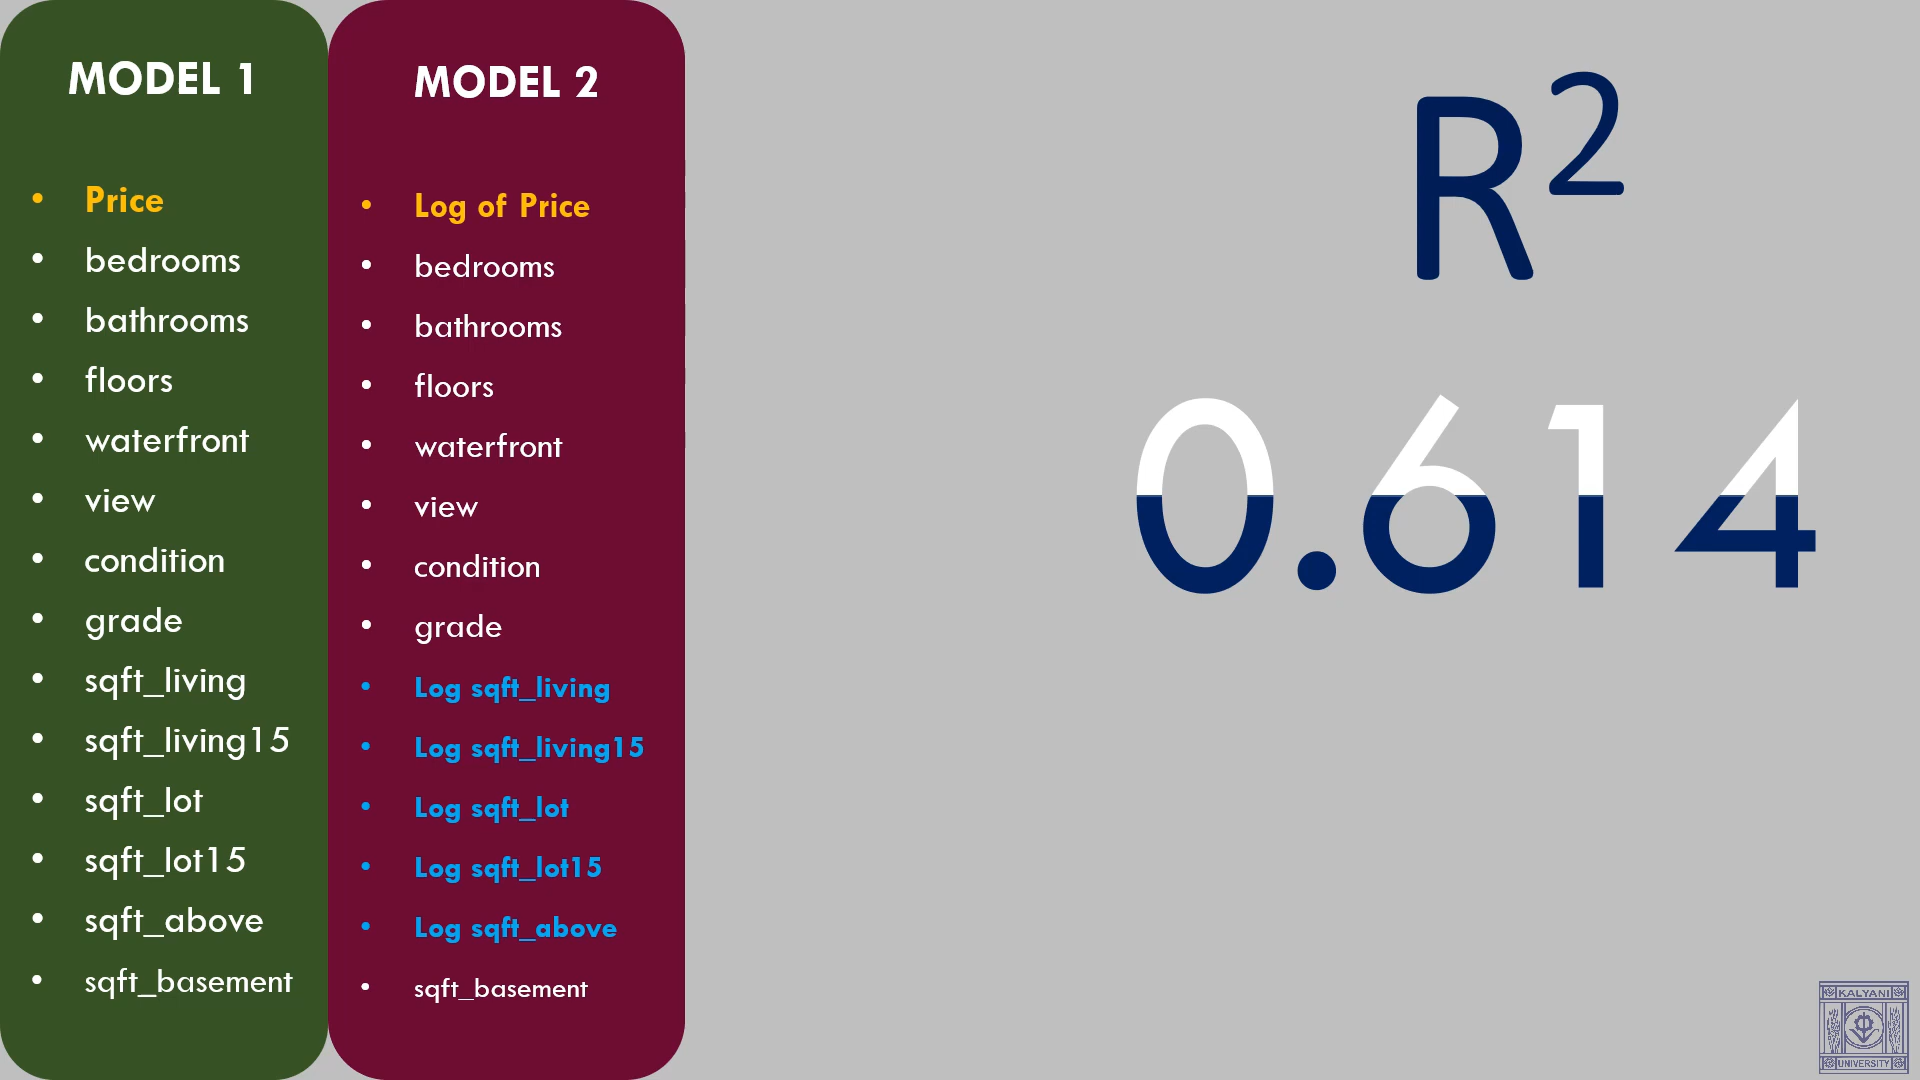 MODEL 1
• Price
• bedrooms
• bathrooms
• floors
• waterfront
• view
• condition
• grade
• sqft_living
• sqft_living15
• sqft_lot
• sqft_lot15
• sqft_above
• sqft_basement
MODEL 2
• Log of Price
• bedrooms
• bathrooms
• floors
• waterfront
• view
• condition
• grade
• Log sqft_living
• Log sqft_living15
• Log sqft_lot
• Log sqft_lot15
• Log sqft_above
• sqft_basement
R²
0.614
KALYANI
UNIVERSITY